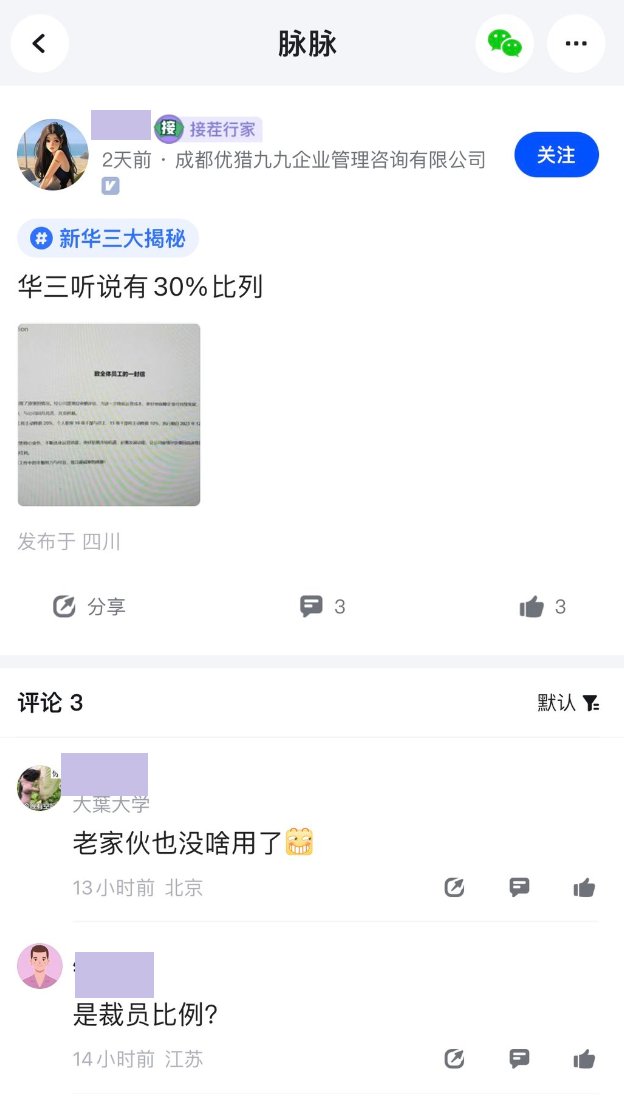 脉脉
接 接茬行家
2天前 · 成都优猎九九企业管理咨询有限公司
关注
# 新华三大揭秘
华三听说有30%比列
致全体员工的一封信
发布于 四川
分享
3
3
评论 3
默认
大葉大学
老家伙也没啥用了
13小时前 北京
是裁员比例?
14小时前 江苏